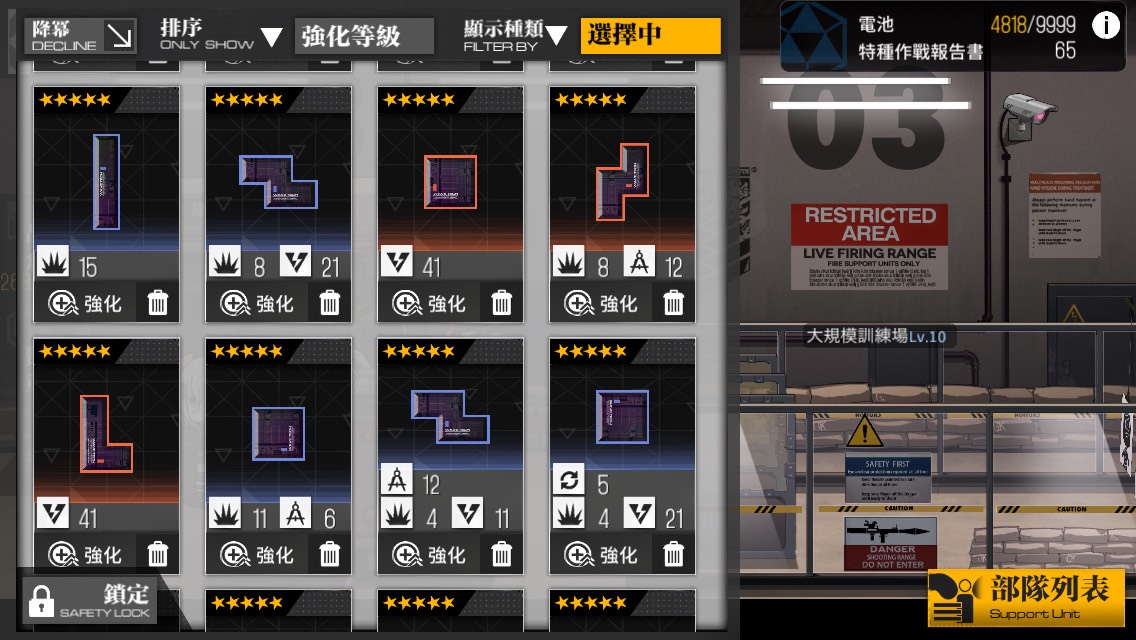 降冪
DECLINE
排序
ONLY SHOW
強化等級
顯示種類
FILTER BY
選擇中
電池
4818/9999
特種作戰報告書
65
i
03
RESTRICTED
AREA
LIVE FIRING RANGE
FIRE SUPPORT UNITS ONLY
15
8 21
41
8 12
強化
強化
強化
強化
大規模訓練場Lv.10
41
11 6
12
4 11
5
4 21
強化
強化
強化
強化
CAUTION
SAFETY FIRST
CAUTION
CAUTION
DANGER
SHOOTING RANGE
DO NOT ENTER
鎖定
SAFETY LOCK
部隊列表
Support Unit